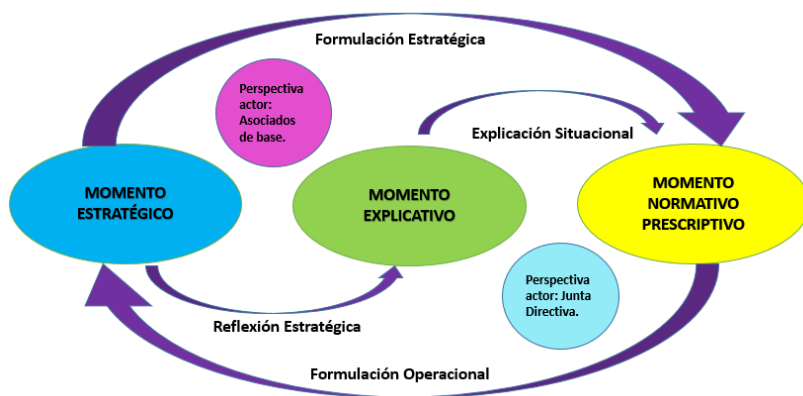 Formulación Estratégica
Perspectiva
actor:
Asociados
de base.
Explicación Situacional
MOMENTO
ESTRATÉGICO
MOMENTO
EXPLICATIVO
MOMENTO
NORMATIVO
PRESCRIPTIVO
Perspectiva
actor: Junta
Directiva.
Reflexión Estratégica
Formulación Operacional